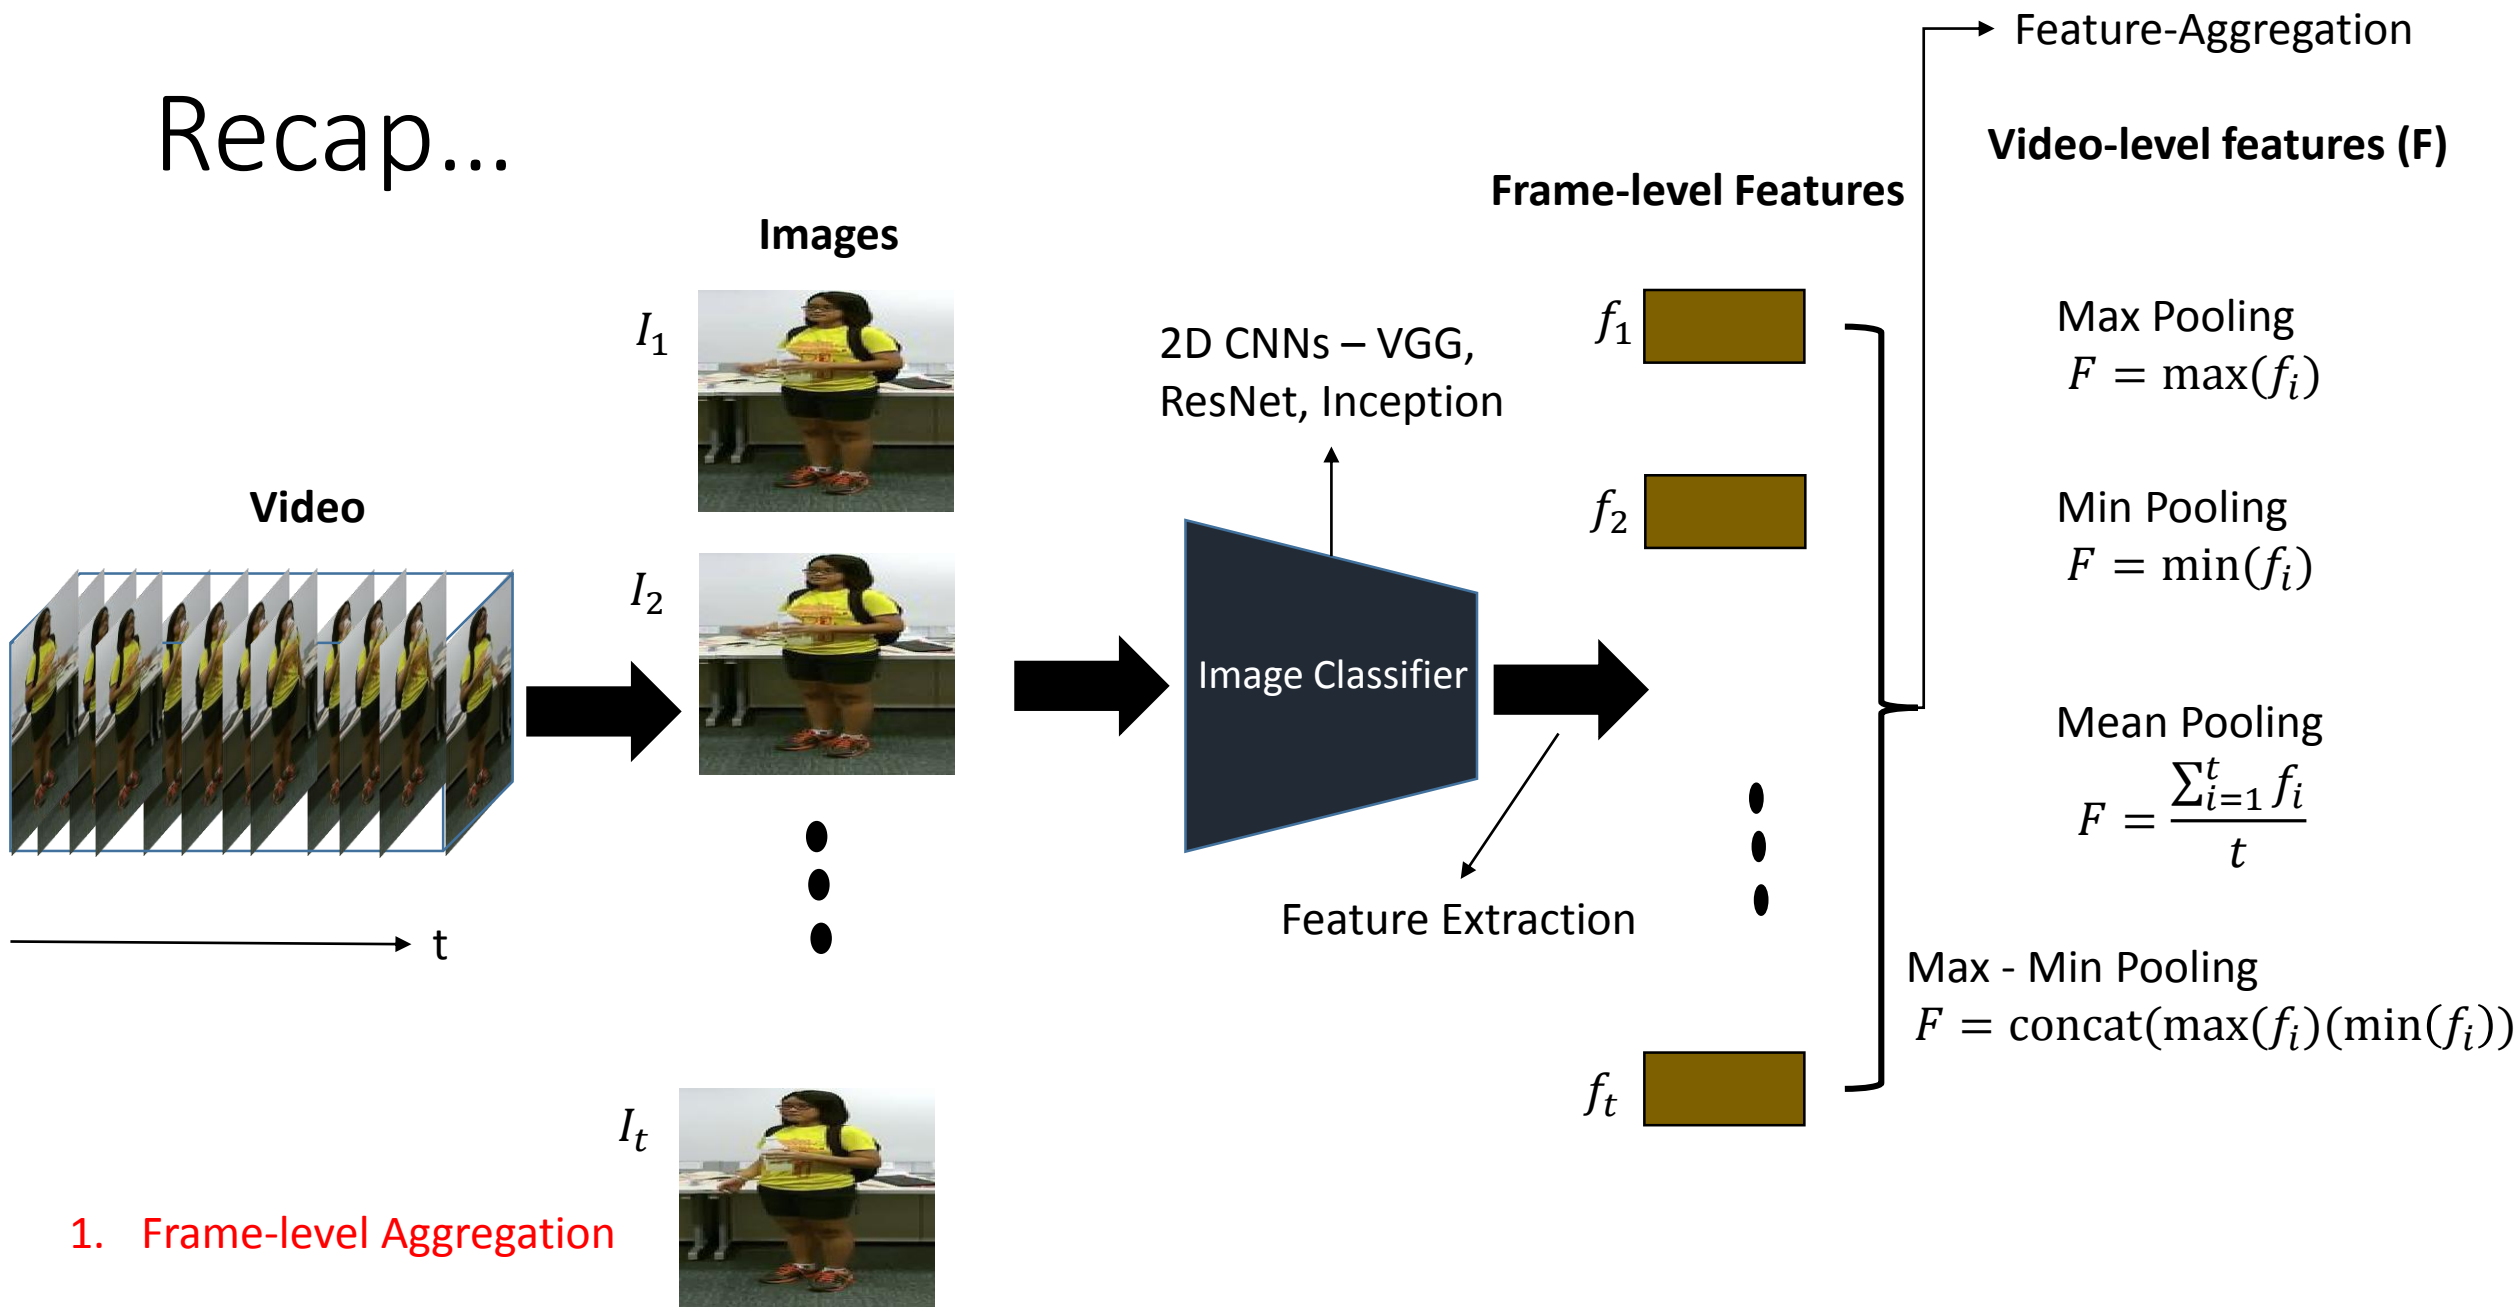 Recap...
Video
t
1. Frame-level Aggregation
Images
I₁
I₂
Iₜ
2D CNNs – VGG,
ResNet, Inception
Image Classifier
Feature Extraction
Frame-level Features
f₁
f₂
fₜ
Feature-Aggregation
Video-level features (F)
Max Pooling
F = max(fᵢ)
Min Pooling
F = min(fᵢ)
Mean Pooling
F = ∑ᵗᵢ₌₁ fᵢ / t
Max - Min Pooling
F = concat(max(fᵢ)(min(fᵢ))